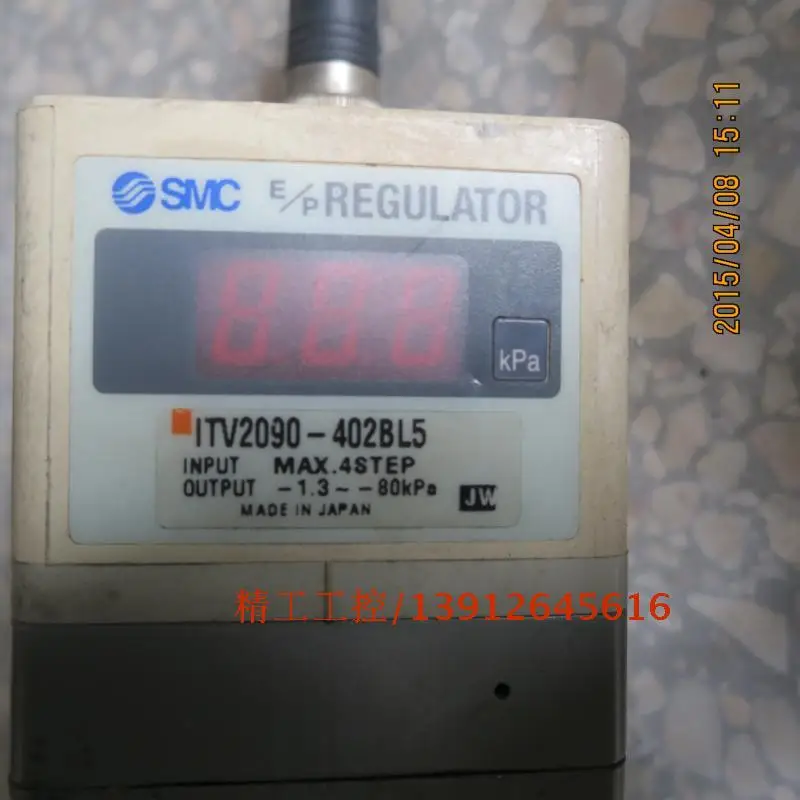 SMC E/P REGULATOR
888
kPa
ITV2090-402BL5
INPUT MAX.4STEP
OUTPUT -1.3~-80kPa
JW
MADE IN JAPAN
精工工控/13912645616
2015/04/08 15:11